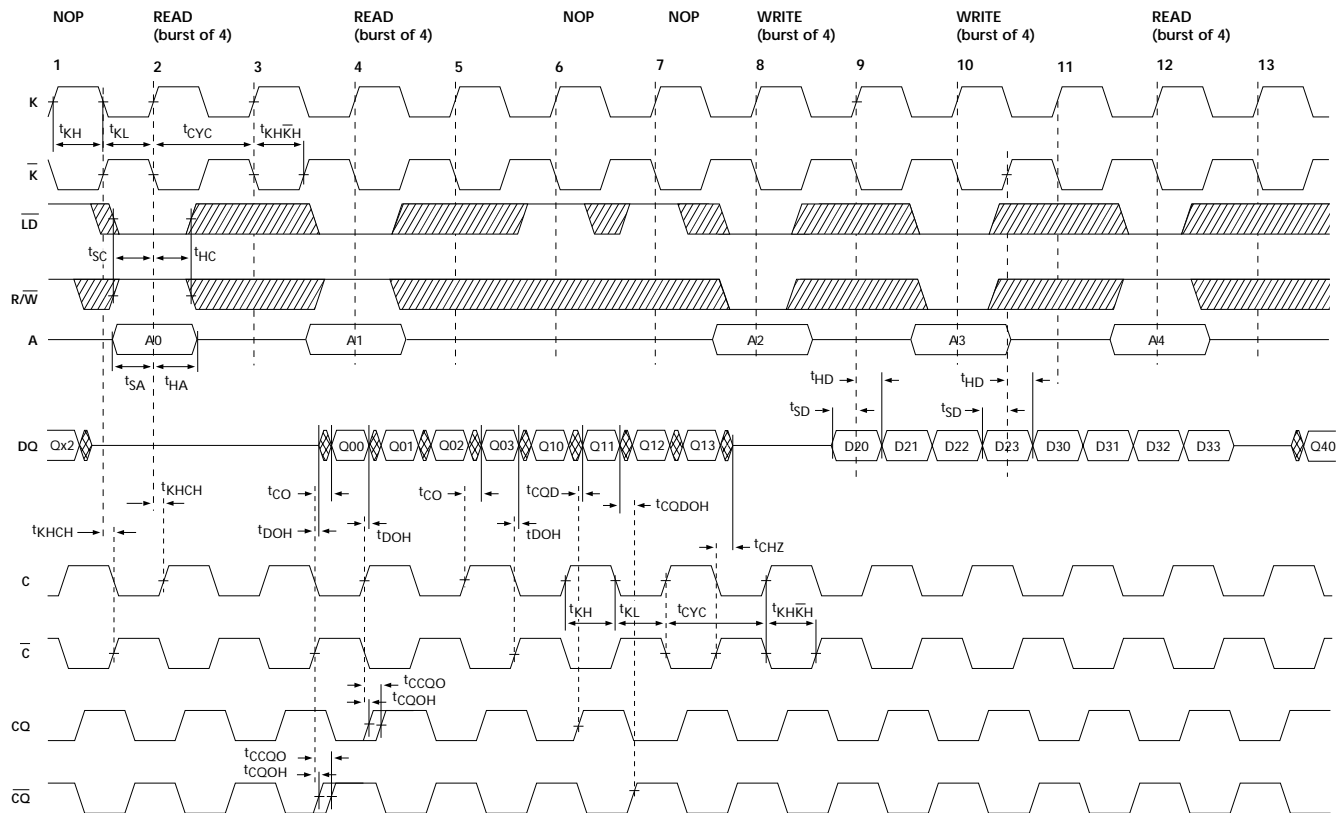 NOP READ READ NOP NOP WRITE WRITE READ
(burst of 4) (burst of 4) (burst of 4) (burst of 4) (burst of 4)
1 2 3 4 5 6 7 8 9 10 11 12 13
K
tKH tKL tCYC tKHK̅H
K̅
L̅D̅
tSC tHC
R/W̅
A A0 A1 A2 A3 A4
tSA tHA
tHD tHD
tSD tSD
DQ Qx2 Q00 Q01 Q02 Q03 Q10 Q11 Q12 Q13 D20 D21 D22 D23 D30 D31 D32 D33 Q40
tKHCH tCO tCO tCQD tCQDOH
tKHCH tDOH tDOH tDOH
tCHZ
C
tKH tKL tCYC tKHK̅H
C̅
tCCQO
tCQOH
CQ
tCCQO
tCQOH
C̅Q̅